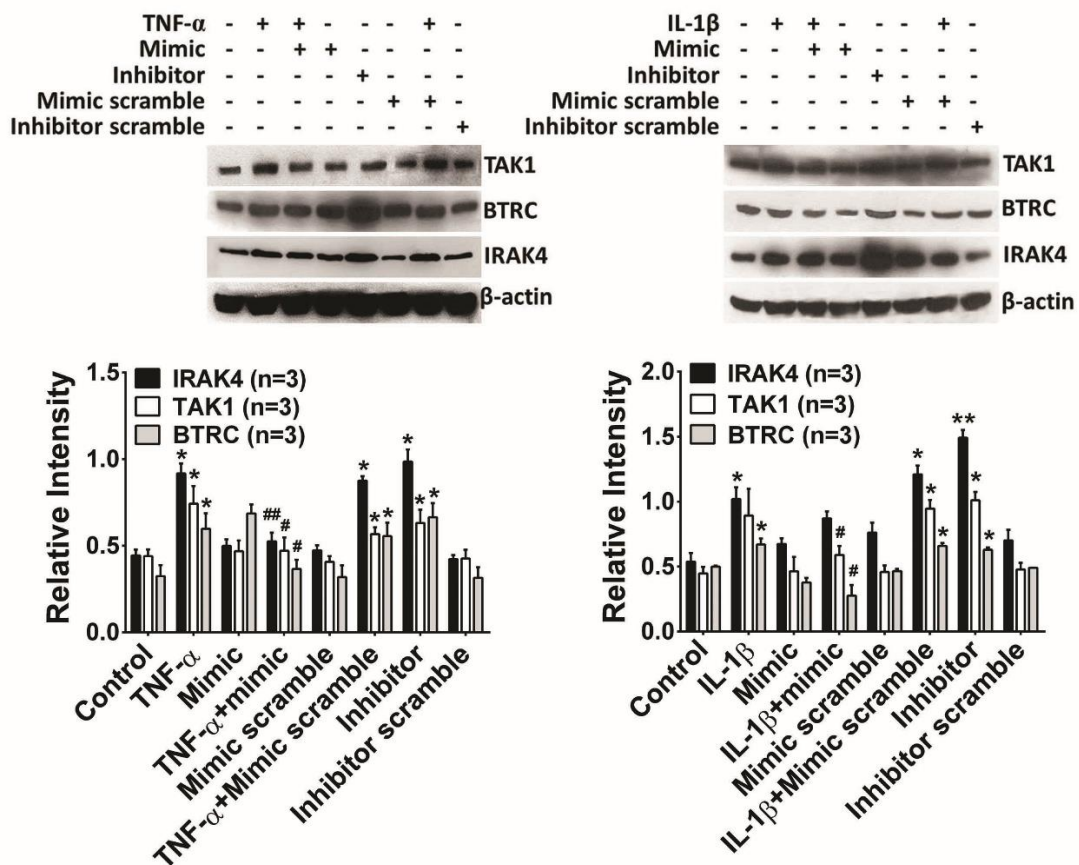 TNF-α - + + - - - + -
Mimic - - + + - - - -
Inhibitor - - - - + - - -
Mimic scramble - - - - - + + -
Inhibitor scramble - - - - - - - +
TAK1
BTRC
IRAK4
β-actin
IL-1β - + + - - - + -
Mimic - - + + - - - -
Inhibitor - - - - + - - -
Mimic scramble - - - - - + + -
Inhibitor scramble - - - - - - - +
TAK1
BTRC
IRAK4
β-actin
Relative Intensity
1.5
1.0
0.5
0.0
IRAK4 (n=3)
TAK1 (n=3)
BTRC (n=3)
* * * ## # # * * * * * *
Control
TNF-α
Mimic
TNF-α+mimic
Mimic scramble
TNF-α+Mimic scramble
Inhibitor
Inhibitor scramble
Relative Intensity
2.0
1.5
1.0
0.5
0.0
IRAK4 (n=3)
TAK1 (n=3)
BTRC (n=3)
* * # # * * * ** * *
Control
IL-1β
Mimic
IL-1β+mimic
Mimic scramble
IL-1β+Mimic scramble
Inhibitor
Inhibitor scramble